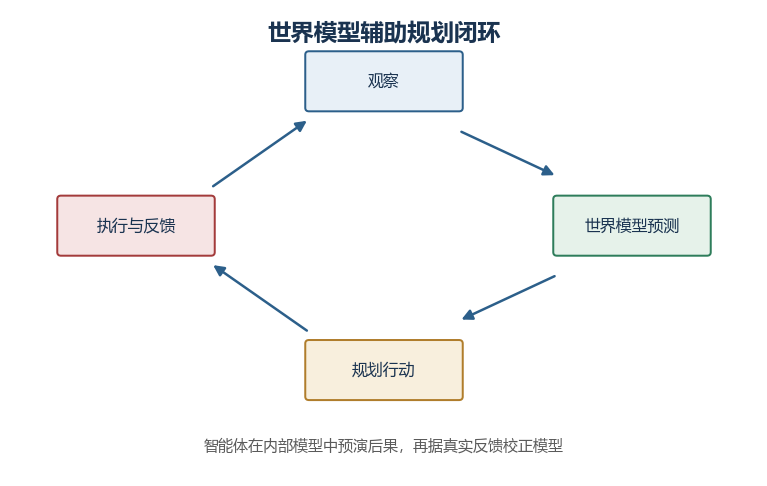 世界模型辅助规划闭环
观察
执行与反馈
世界模型预测
规划行动
智能体在内部模型中预演后果，再据真实反馈校正模型